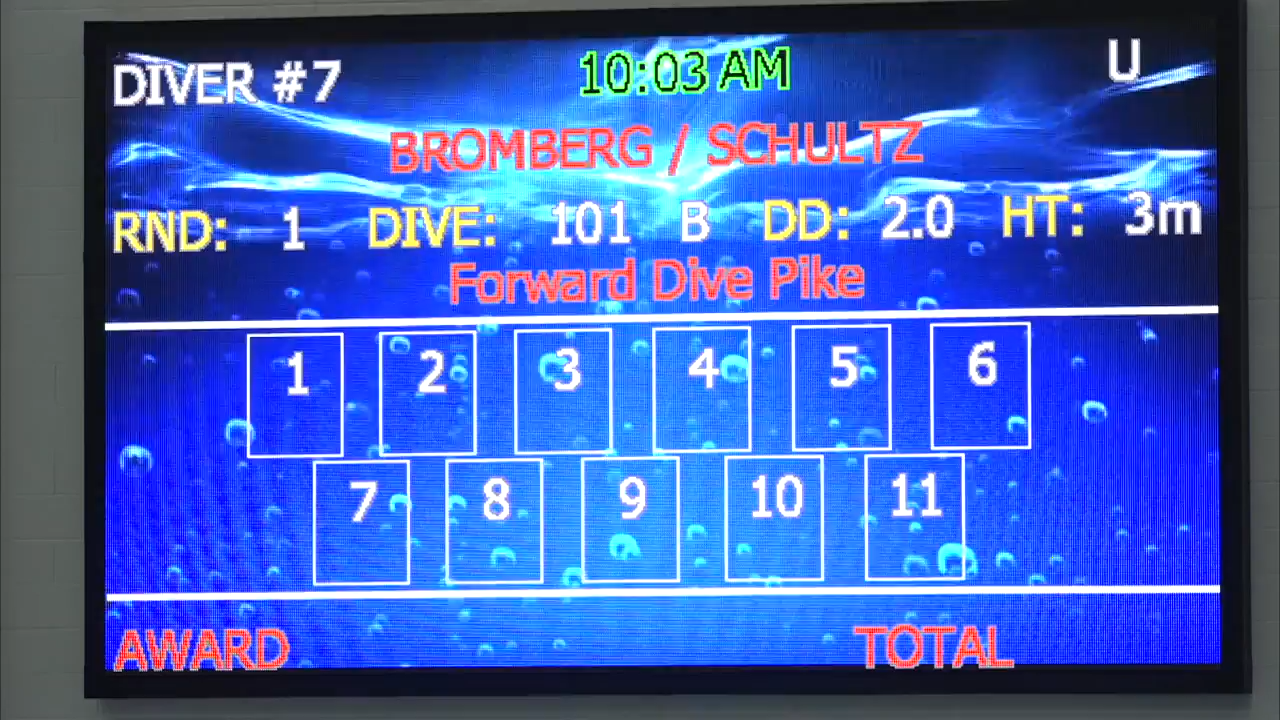 DIVER #7 10:03 AM U
BROMBERG / SCHULTZ
RND: 1 DIVE: 101 B DD: 2.0 HT: 3m
Forward Dive Pike
1 2 3 4 5 6
7 8 9 10 11
AWARD TOTAL